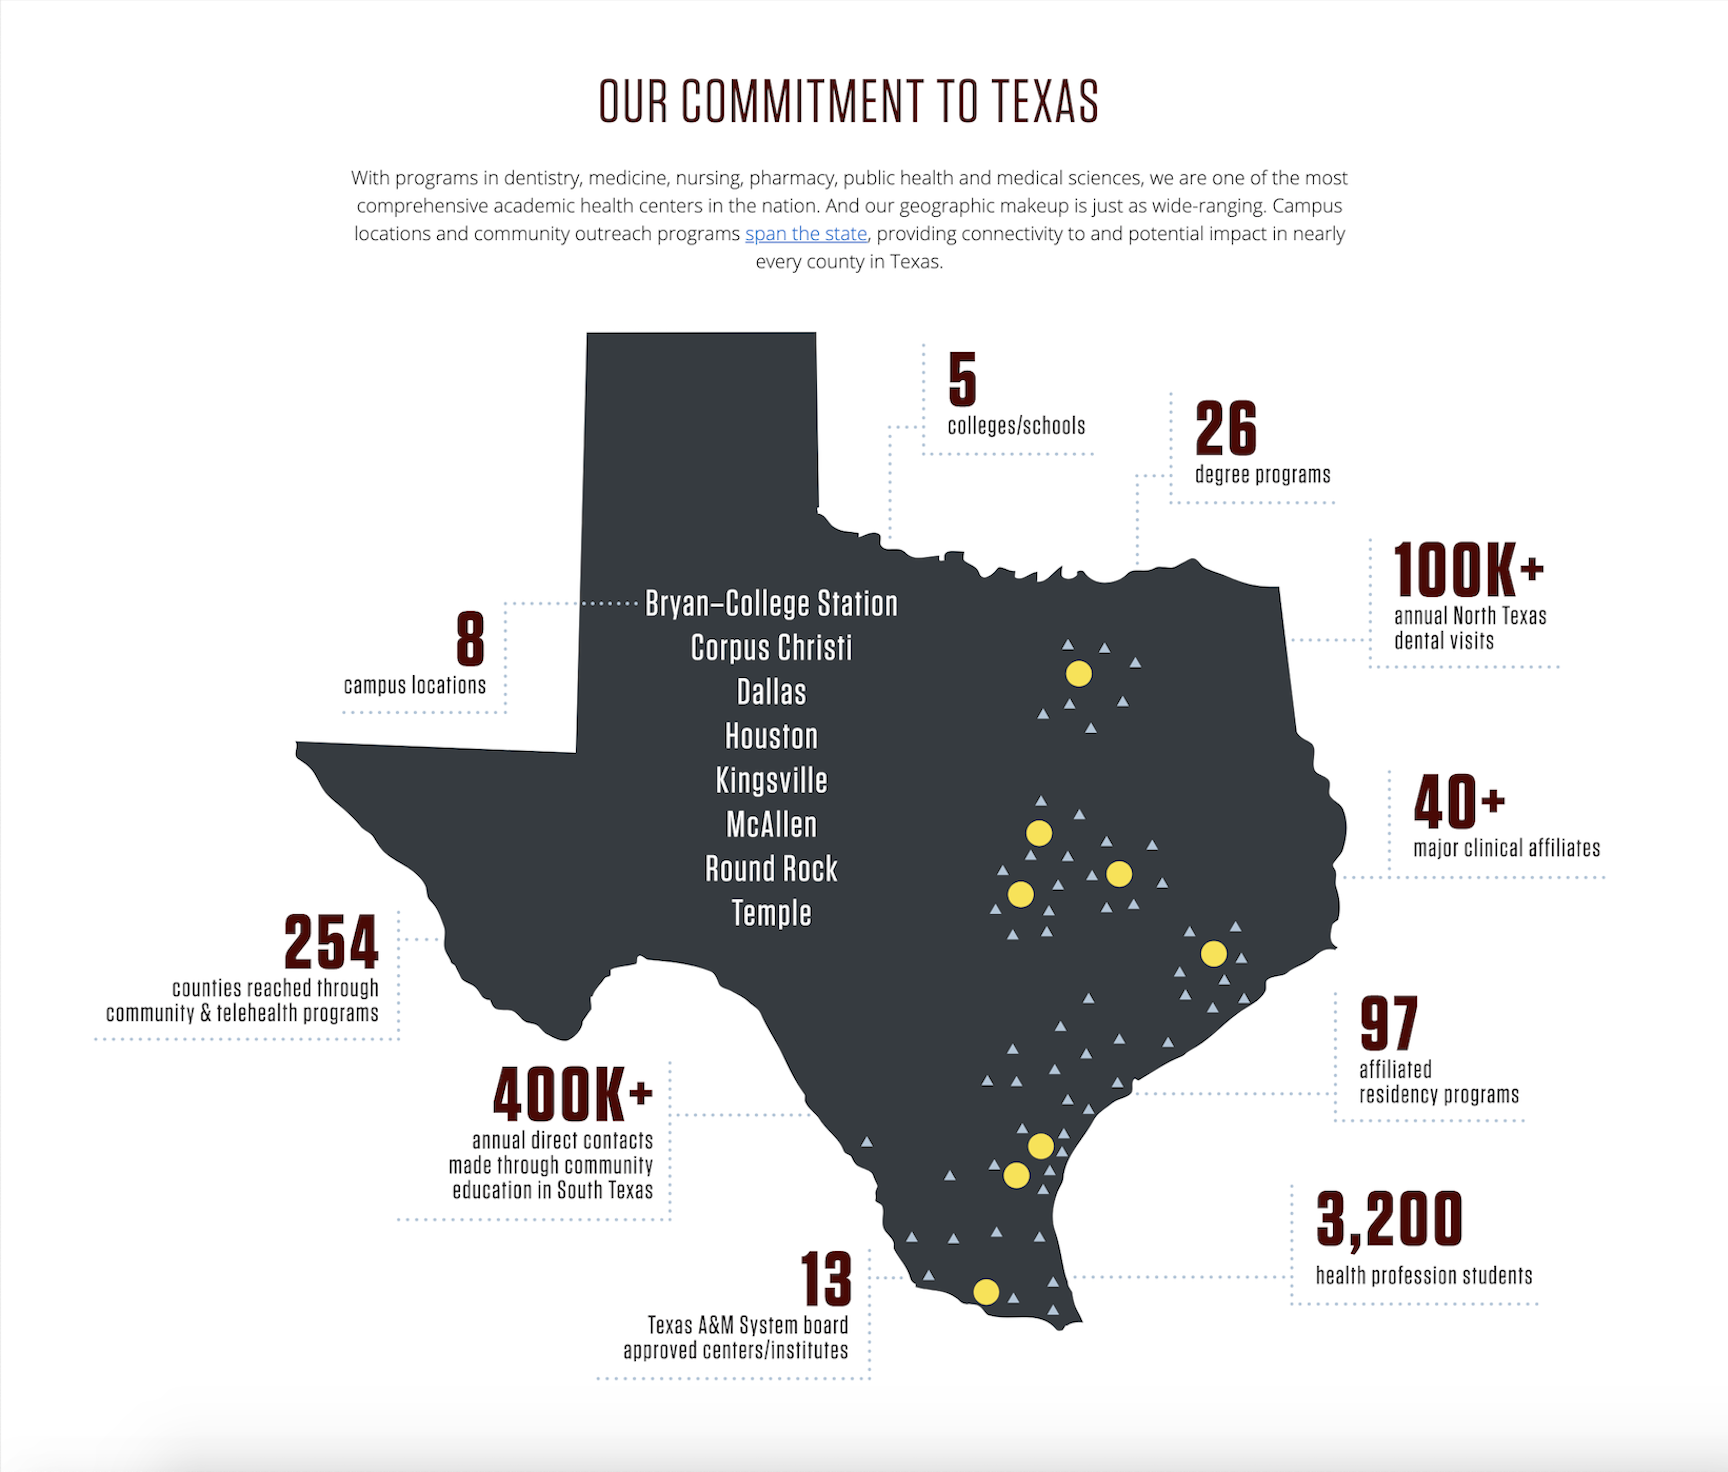 OUR COMMITMENT TO TEXAS
With programs in dentistry, medicine, nursing, pharmacy, public health and medical sciences, we are one of the most
comprehensive academic health centers in the nation. And our geographic makeup is just as wide-ranging. Campus
locations and community outreach programs span the state, providing connectivity to and potential impact in nearly
every county in Texas.
5
colleges/schools
26
degree programs
100K+
annual North Texas
dental visits
8
campus locations
Bryan–College Station
Corpus Christi
Dallas
Houston
Kingsville
McAllen
Round Rock
Temple
40+
major clinical affiliates
254
counties reached through
community & telehealth programs
97
affiliated
residency programs
400K+
annual direct contacts
made through community
education in South Texas
3,200
health profession students
13
Texas A&M System board
approved centers/institutes